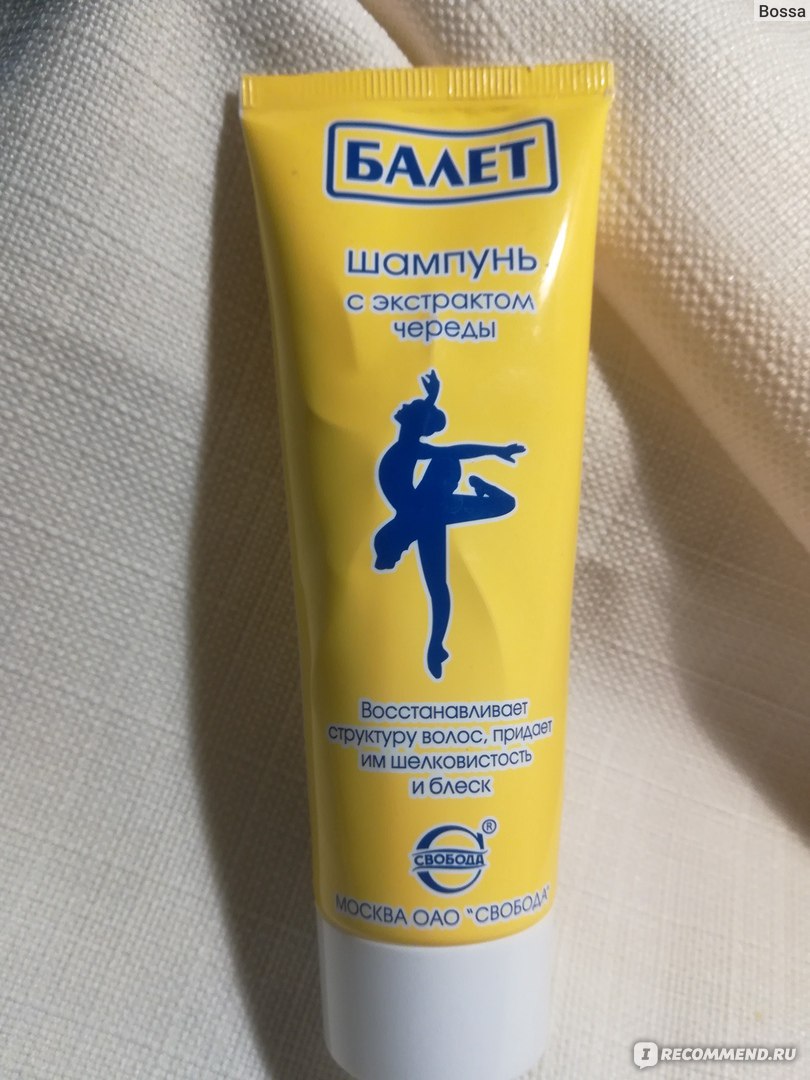 Bossa
БАЛЕТ
шампунь
с экстрактом
череды
Восстанавливает
структуру волос, придает
им шелковистость
и блеск
®
СВОБОДА
МОСКВА ОАО "СВОБОДА"
I RECOMMEND.RU